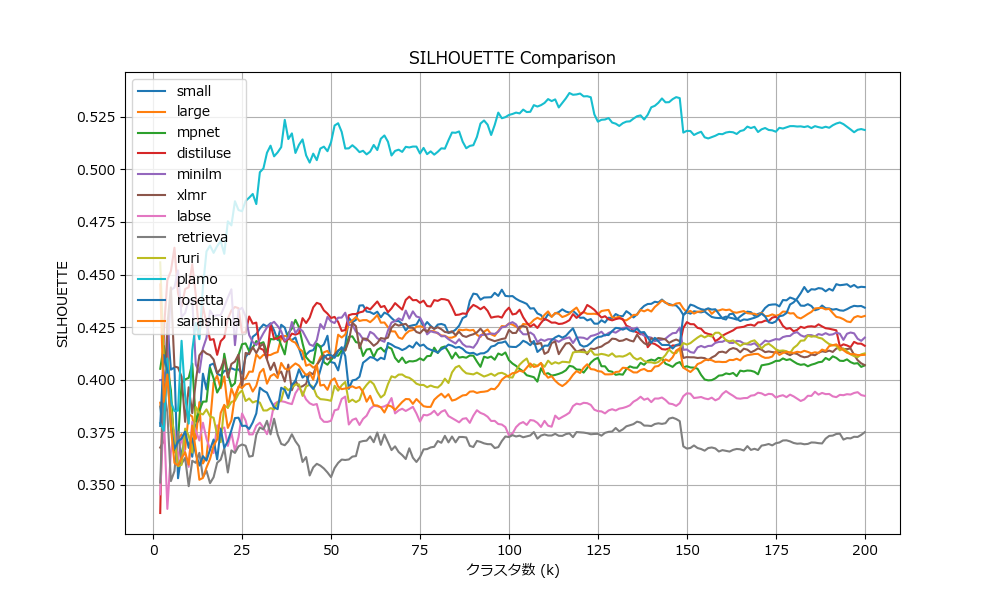 SILHOUETTE Comparison
small
large
mpnet
distiluse
minilm
xlmr
labse
retrieva
ruri
plamo
rosetta
sarashina
0.525
0.500
0.475
0.450
0.425
0.400
0.375
0.350
SILHOUETTE
0 25 50 75 100 125 150 175 200
クラスタ数 (k)